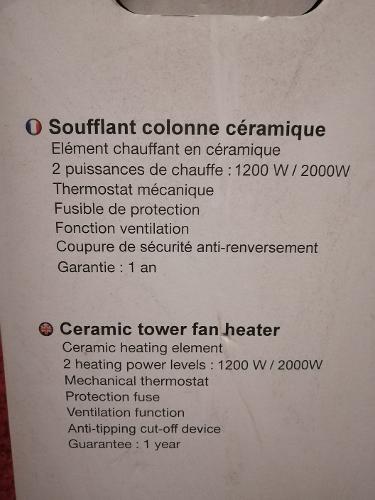 Soufflant colonne céramique
Elément chauffant en céramique
2 puissances de chauffe : 1200 W / 2000W
Thermostat mécanique
Fusible de protection
Fonction ventilation
Coupure de sécurité anti-renversement
Garantie : 1 an
Ceramic tower fan heater
Ceramic heating element
2 heating power levels : 1200 W / 2000W
Mechanical thermostat
Protection fuse
Ventilation function
Anti-tipping cut-off device
Guarantee : 1 year